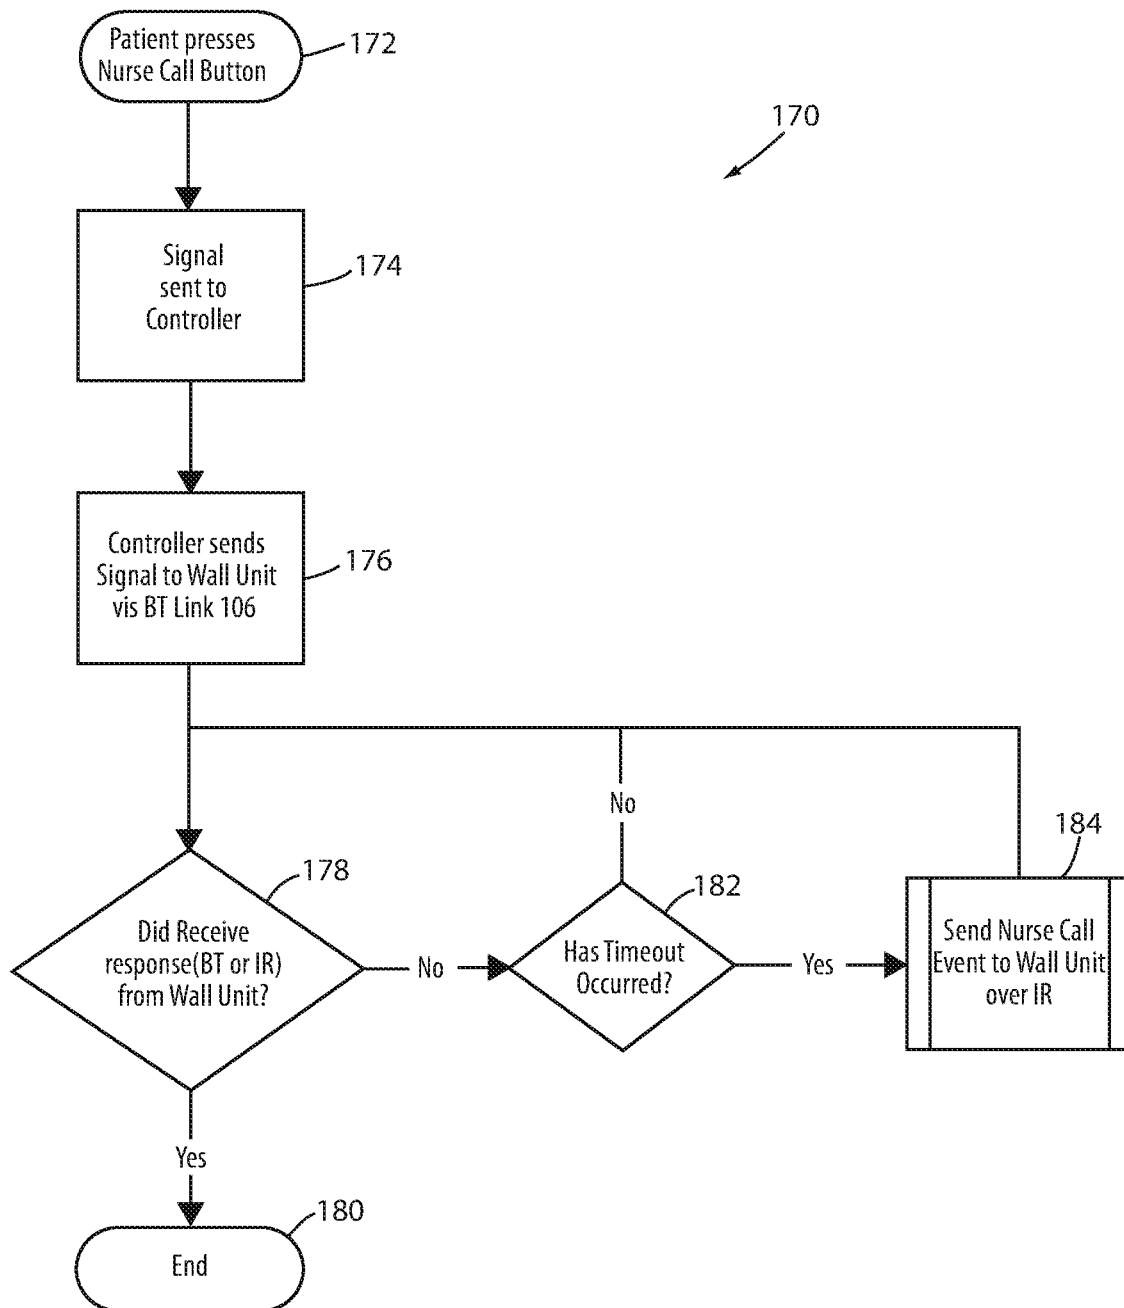 Patient presses
Nurse Call Button
172
170
Signal
sent to
Controller
174
Controller sends
Signal to Wall Unit
vis BT Link 106
176
Did Receive
response(BT or IR)
from Wall Unit?
178
No
Has Timeout
Occurred?
182
No
Yes
Send Nurse Call
Event to Wall Unit
over IR
184
Yes
End
180